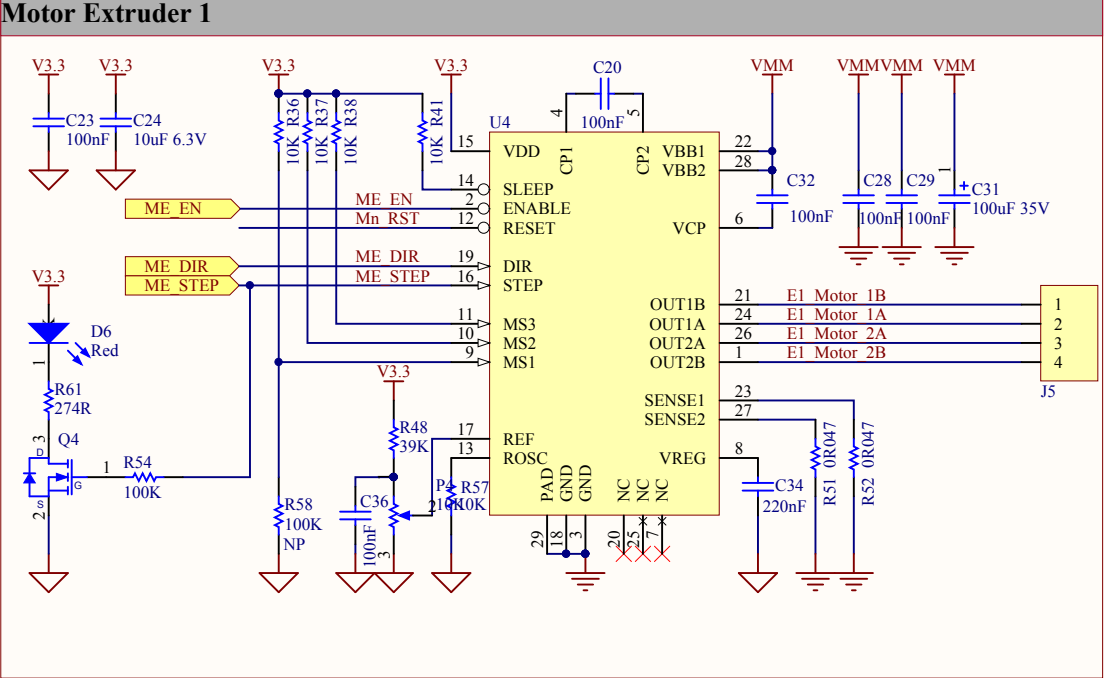 Motor Extruder 1
V3.3
V3.3
V3.3
V3.3
VMM
VMM
VMM
VMM
C23
100nF
C24
10uF 6.3V
10K R36
10K R37
10K R38
10K R41
C20
100nF
4
5
U4
15
VDD
CP1
CP2
14
SLEEP
2
ENABLE
12
RESET
19
DIR
16
STEP
11
MS3
10
MS2
9
MS1
17
REF
13
ROSC
VBB1
22
VBB2
28
VCP
6
OUT1B
21
OUT1A
24
OUT2A
26
OUT2B
1
SENSE1
23
SENSE2
27
VREG
8
PAD
GND
GND
NC
NC
NC
29
18
3
20
25
7
ME_EN
ME_EN
Mn_RST
ME_DIR
ME_DIR
ME_STEP
ME_STEP
C32
100nF
C28
100nF
C29
100nF
1
+
C31
100uF 35V
E1_Motor_1B
E1_Motor_1A
E1_Motor_2A
E1_Motor_2B
1
2
3
4
J5
V3.3
D6
Red
1
R61
274R
3
D
Q4
G
S
2
1
R54
100K
V3.3
R48
39K
R58
100K
NP
C36
100nF
2
3
R57
10K
C34
220nF
R51 0R047
R52 0R047